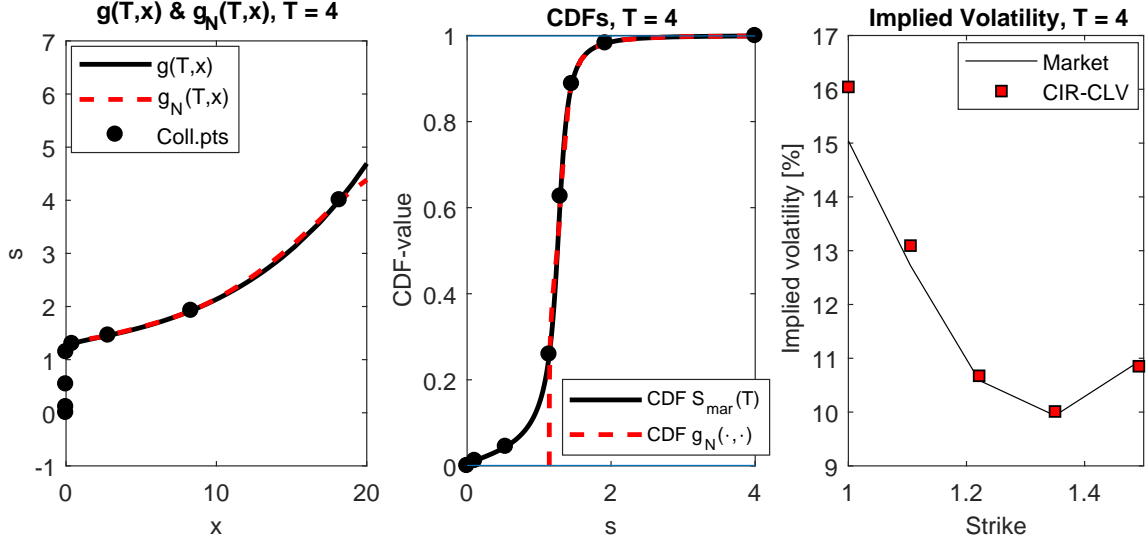 g(T,x) & g_N(T,x), T = 4
7
6
5
4
3
2
1
0
-1
s
g(T,x)
g_N(T,x)
Coll.pts
0
10
20
x
CDFs, T = 4
1
0.8
0.6
0.4
0.2
0
CDF-value
CDF S_mar(T)
CDF g_N(·,·)
0
2
4
s
Implied Volatility, T = 4
17
16
15
14
13
12
11
10
9
Implied volatility [%]
Market
CIR-CLV
1
1.2
1.4
Strike